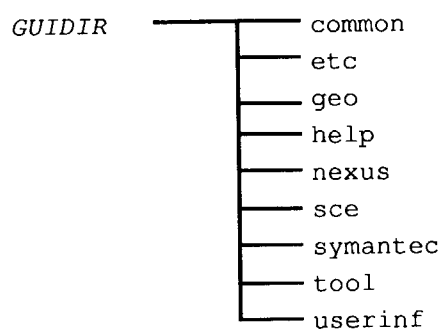 GUIDIR
common
etc
geo
help
nexus
sce
symantec
tool
userinf